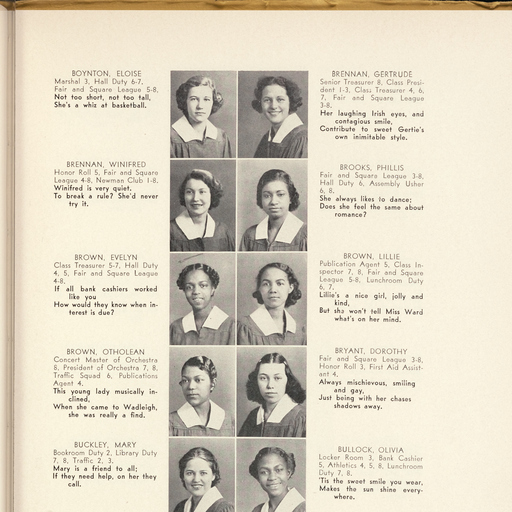 BOYNTON, ELOISE
Marshal 3, Hall Duty 6-7,
Fair and Square League 5-8,
Not too short, not too tall,
She's a whiz at basketball.
BRENNAN, GERTRUDE
Senior Treasurer 8, Class Presi-
dent 1-3, Class Treasurer 4, 6,
7, Fair and Square League
3-8.
Her laughing Irish eyes, and
contagious smile,
Contribute to sweet Gertie's
own inimitable style.
BRENNAN, WINIFRED
Honor Roll 5, Fair and Square
League 4-8, Newman Club 1-8.
Winifred is very quiet.
To break a rule? She'd never
try it.
BROOKS, PHILLIS
Fair and Square League 3-8,
Hall Duty 6, Assembly Usher
6, 8.
She always likes to dance;
Does she feel the same about
romance?
BROWN, EVELYN
Class Treasurer 5-7, Hall Duty
4, 5, Fair and Square League
4-8.
If all bank cashiers worked
like you
How would they know when in-
terest is due?
BROWN, LILLIE
Publication Agent 5, Class In-
spector 7, 8, Fair and Square
League 5-8, Lunchroom Duty
6, 7.
Lillie's a nice girl, jolly and
kind,
But she won't tell Miss Ward
what's on her mind.
BROWN, OTHOLEAN
Concert Master of Orchestra
8, President of Orchestra 7, 8,
Traffic Squad 6, Publications
Agent 4.
This young lady musically in-
clined,
When she came to Wadleigh,
she was really a find.
BRYANT, DOROTHY
Fair and Square League 3-8,
Honor Roll 3, First Aid Assist-
ant 4.
Always mischievous, smiling
and gay,
Just being with her chases
shadows away.
BUCKLEY, MARY
Bookroom Duty 2, Library Duty
7, 8, Traffic 2, 3.
Mary is a friend to all;
If they need help, on her they
call.
BULLOCK, OLIVIA
Locker Room 3, Bank Cashier
5, Athletics 4, 5, 8, Lunchroom
Duty 7, 8.
'Tis the sweet smile you wear,
Makes the sun shine every-
where.